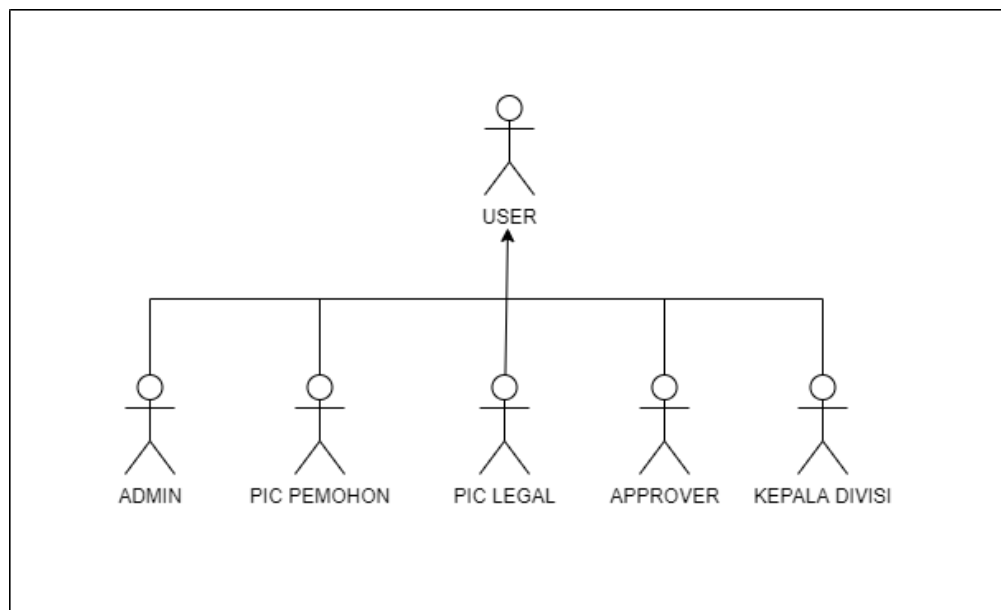 USER
ADMIN
PIC PEMOHON
PIC LEGAL
APPROVER
KEPALA DIVISI